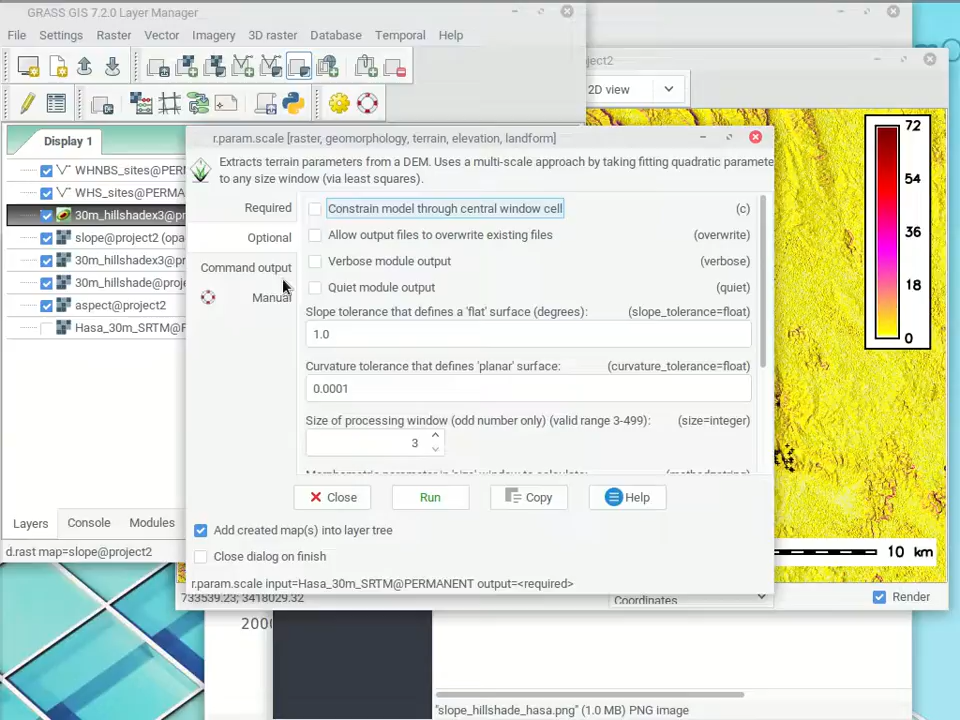 GRASS GIS 7.2.0 Layer Manager
File Settings Raster Vector Imagery 3D raster Database Temporal Help
ject2
2D view
Display 1
WHNBS_sites@PER
WHS_sites@PERMA
30m_hillshadex3@pr
slope@project2 (opa
30m_hillshadex3@pr
30m_hillshade@proje
aspect@project2
Hasa_30m_SRTM@P
r.param.scale [raster, geomorphology, terrain, elevation, landform]
Extracts terrain parameters from a DEM. Uses a multi-scale approach by taking fitting quadratic paramete
to any size window (via least squares).
Required
Optional
Command output
Manual
Constrain model through central window cell (c)
Allow output files to overwrite existing files (overwrite)
Verbose module output (verbose)
Quiet module output (quiet)
Slope tolerance that defines a 'flat' surface (degrees): (slope_tolerance=float)
1.0
Curvature tolerance that defines 'planar' surface: (curvature_tolerance=float)
0.0001
Size of processing window (odd number only) (valid range 3-499): (size=integer)
3
Close Run Copy Help
Add created map(s) into layer tree
Close dialog on finish
r.param.scale input=Hasa_30m_SRTM@PERMANENT output=<required>
Layers Console Modules
d.rast map=slope@project2
72
54
36
18
0
10 km
733539.23; 3418029.32
Coordinates
Render
2000
"slope_hillshade_hasa.png" (1.0 MB) PNG image